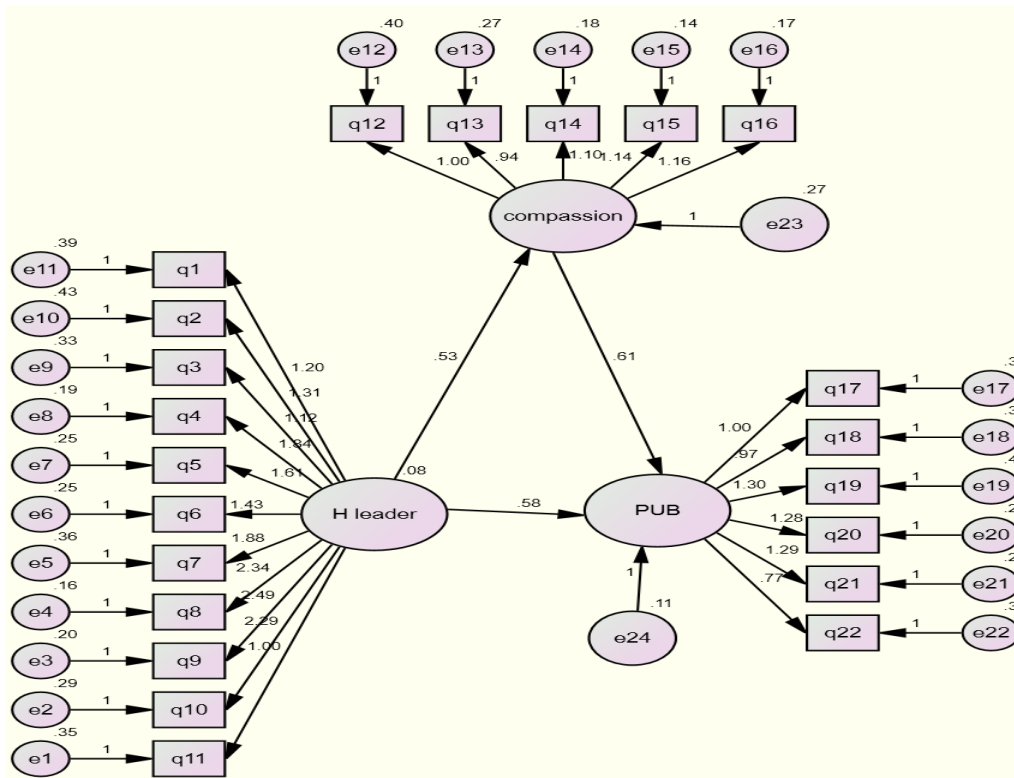 .40 .27 .18 .14 .17
e12 e13 e14 e15 e16
1 1 1 1 1
q12 q13 q14 q15 q16
1.00 .94 1.10 1.14 1.16
compassion 1 e23 .27
.39
e11 1 q1
.43
e10 1 q2
.33
e9 1 q3
.19
e8 1 q4
.25
e7 1 q5
.25
e6 1 q6
.36
e5 1 q7
.16
e4 1 q8
.20
e3 1 q9
.29
e2 1 q10
.35
e1 1 q11
1.20
1.31
1.12
1.84
1.61
1.43
1.88
2.34
2.49
2.29
1.00
.08
H leader
.53
.61
.58
PUB
1
.11
e24
1.00
.97
1.30
1.28
1.29
.77
q17 1 e17
q18 1 e18
q19 1 e19
q20 1 e20
q21 1 e21
q22 1 e22